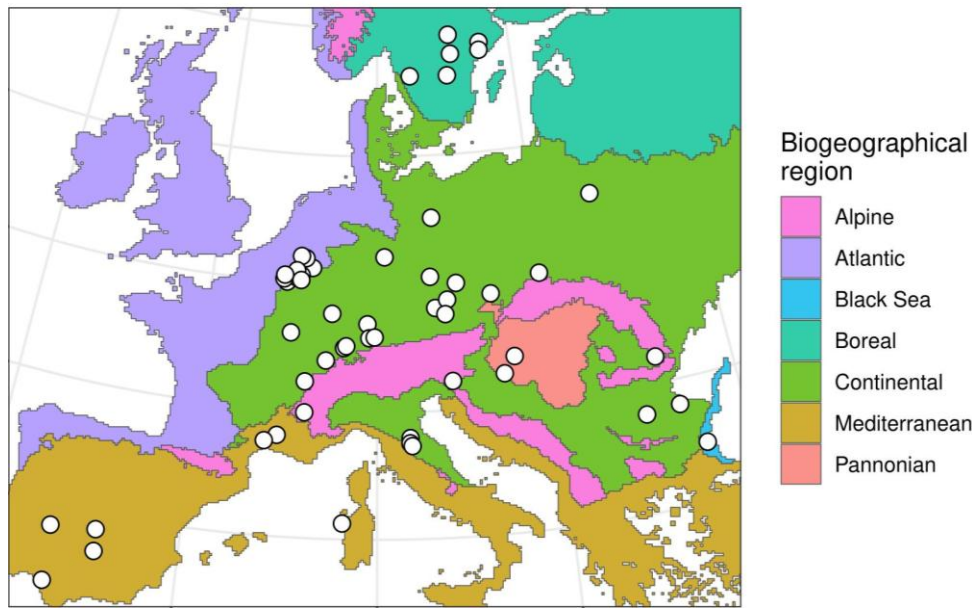 Biogeographical
region
Alpine
Atlantic
Black Sea
Boreal
Continental
Mediterranean
Pannonian